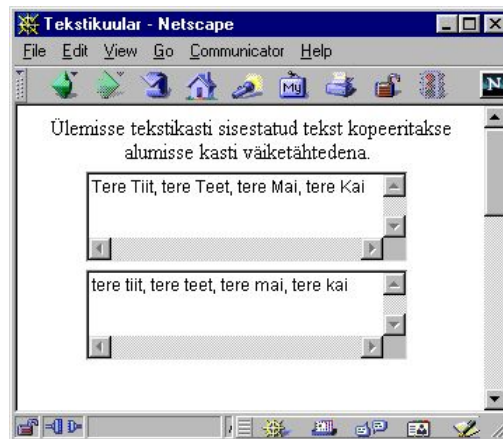 Tekstikuular - Netscape
File Edit View Go Communicator Help
My
N
Ülemisse tekstikasti sisestatud tekst kopeeritakse
alumisse kasti väiketähtedena.
Tere Tiit, tere Teet, tere Mai, tere Kai
tere tiit, tere teet, tere mai, tere kai